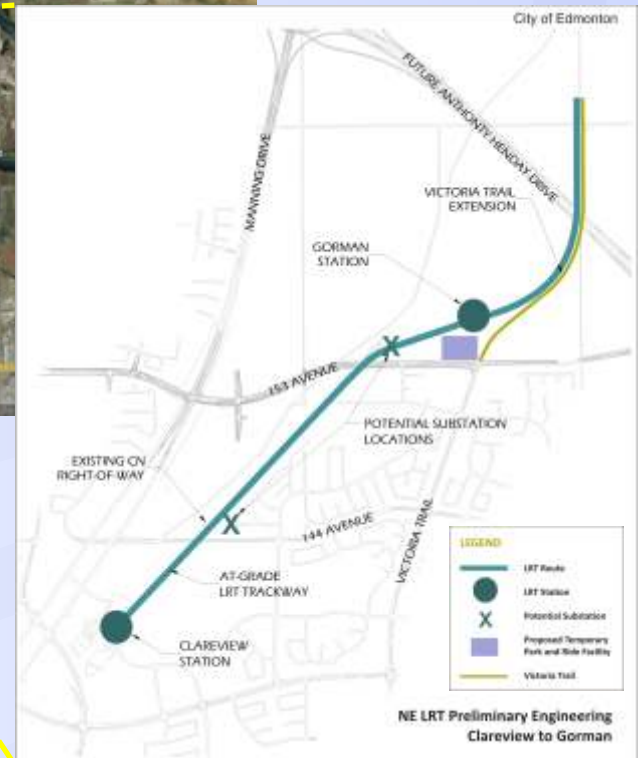 City of Edmonton
FUTURE ANTHONTY HENDAY DRIVE
MANNING DRIVE
VICTORIA TRAIL
EXTENSION
GORMAN
STATION
153 AVENUE
POTENTIAL SUBSTATION
LOCATIONS
EXISTING CN
RIGHT-OF-WAY
144 AVENUE
VICTORIA TRAIL
AT-GRADE
LRT TRACKWAY
CLAREVIEW
STATION
LEGEND
LRT Route
LRT Station
X Potential Substation
Proposed Temporary
Park and Ride Facility
Victoria Trail
NE LRT Preliminary Engineering
Clareview to Gorman